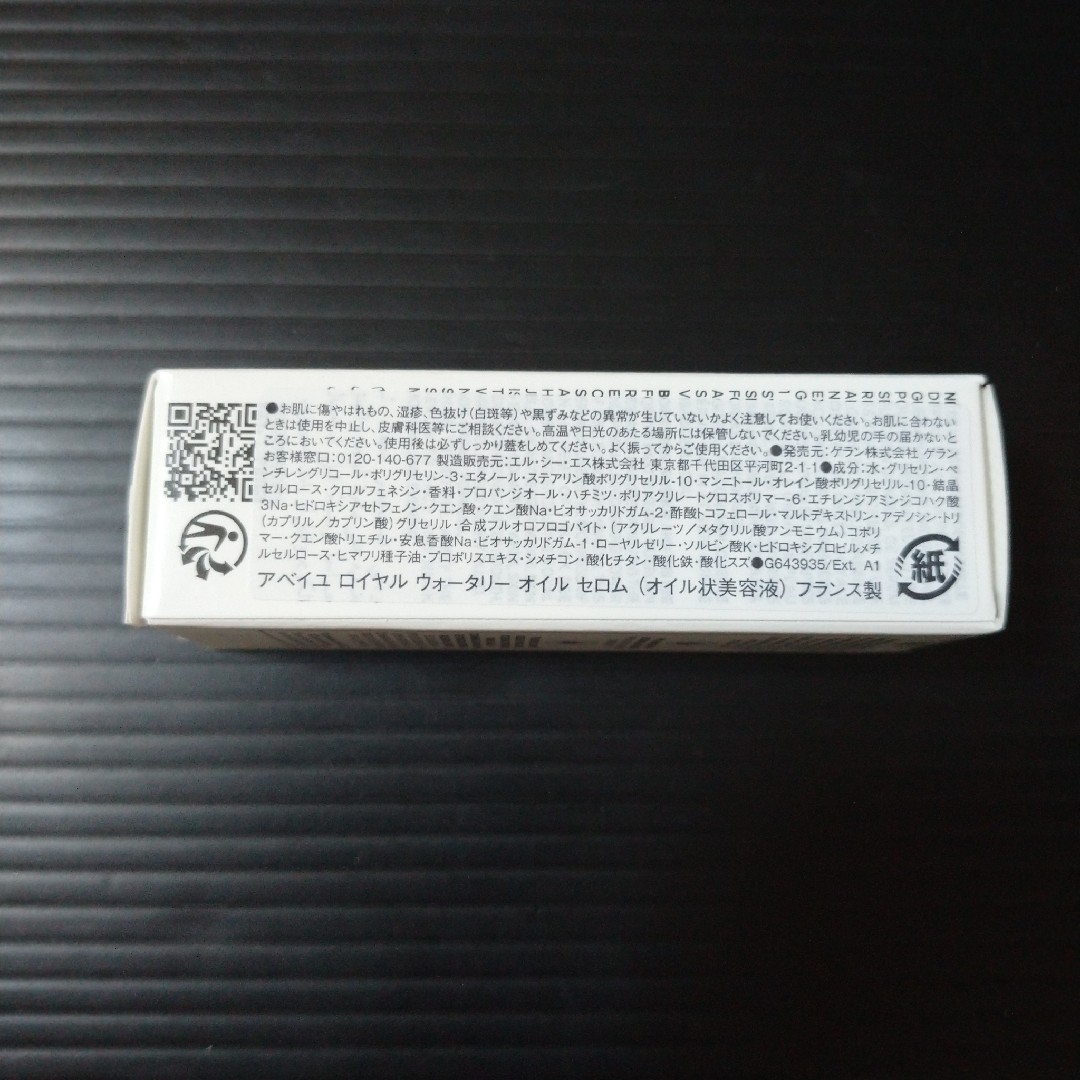 ●お肌に傷やはれもの、湿疹、色抜け(白斑等)や黒ずみなどの異常が生じていないかよく注意してお使いください。お肌に合わない
ときは使用を中止し、皮膚科医等にご相談ください。高温や日光のあたる場所には保管しないでください。乳幼児の手の届かないと
ころにおいてください。使用後は必ずしっかり蓋をしめてください。よく振ってからご使用ください。●発売元:ゲラン株式会社 ゲラン
お客様窓口:0120-140-677 製造販売元:エル・シー・エス株式会社 東京都千代田区平河町2-1-1●成分:水・グリセリン・ペ
ンチレングリコール・ポリグリセリン-3・エタノール・ステアリン酸ポリグリセリル-10・マンニトール・オレイン酸ポリグリセリル-10・結晶
セルロース・クロルフェネシン・香料・プロパンジオール・ハチミツ・ポリアクリレートクロスポリマー-6・エチレンジアミンジコハク酸
3Na・ヒドロキシアセトフェノン・クエン酸・クエン酸Na・ビオサッカリドガム-2・酢酸トコフェロール・マルトデキストリン・アデノシン・トリ
(カプリル/カプリン酸)グリセリル・合成フルオロフロゴパイト・(アクリレーツ/メタクリル酸アンモニウム)コポリ
マー・クエン酸トリエチル・安息香酸Na・ビオサッカリドガム-1・ローヤルゼリー・ソルビン酸K・ヒドロキシプロピルメチ
ルセルロース・ヒマワリ種子油・プロポリスエキス・シメチコン・酸化チタン・酸化鉄・酸化スズ●G643935/Ext. A1
アベイユ ロイヤル ウォータリー オイル セロム (オイル状美容液) フランス製
紙